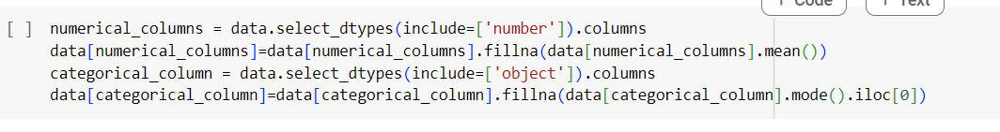 + Code + Text
[ ] numerical_columns = data.select_dtypes(include=['number']).columns
data[numerical_columns]=data[numerical_columns].fillna(data[numerical_columns].mean())
categorical_column = data.select_dtypes(include=['object']).columns
data[categorical_column]=data[categorical_column].fillna(data[categorical_column].mode().iloc[0])